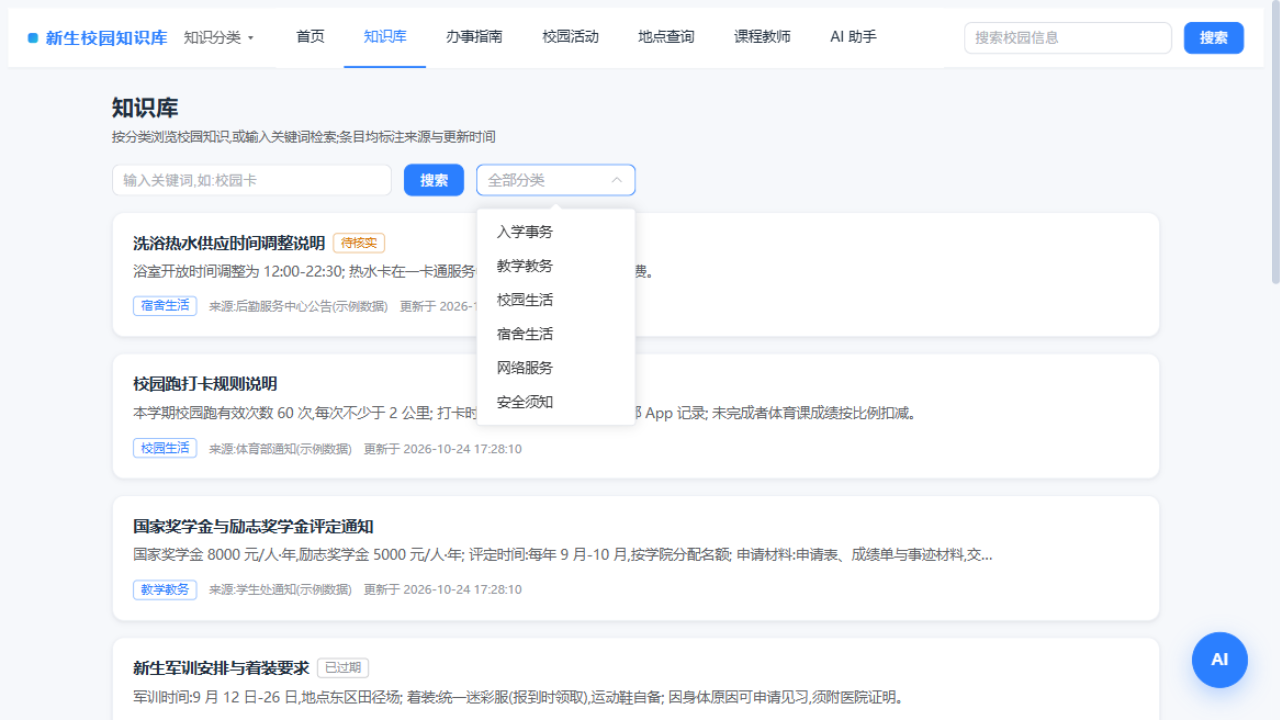 新生校园知识库 知识分类 首页 知识库 办事指南 校园活动 地点查询 课程教师 AI 助手 搜索校园信息 搜索
知识库
按分类浏览校园知识,或输入关键词检索;条目均标注来源与更新时间
输入关键词,如:校园卡 搜索 全部分类
入学事务
教学教务
校园生活
宿舍生活
网络服务
安全须知
洗浴热水供应时间调整说明 待核实
浴室开放时间调整为 12:00-22:30; 热水卡在一卡通服务 费。
宿舍生活 来源:后勤服务中心公告(示例数据) 更新于 2026-1
校园跑打卡规则说明
本学期校园跑有效次数 60 次,每次不少于 2 公里; 打卡时 App 记录; 未完成者体育课成绩按比例扣减。
校园生活 来源:体育部通知(示例数据) 更新于 2026-10-24 17:28:10
国家奖学金与励志奖学金评定通知
国家奖学金 8000 元/人·年,励志奖学金 5000 元/人·年; 评定时间:每年 9 月-10 月,按学院分配名额; 申请材料:申请表、成绩单与事迹材料,交...
教学教务 来源:学生处通知(示例数据) 更新于 2026-10-24 17:28:10
新生军训安排与着装要求 已过期
军训时间:9 月 12 日-26 日,地点东区田径场; 着装:统一迷彩服(报到时领取),运动鞋自备; 因身体原因可申请见习,须附医院证明。
AI